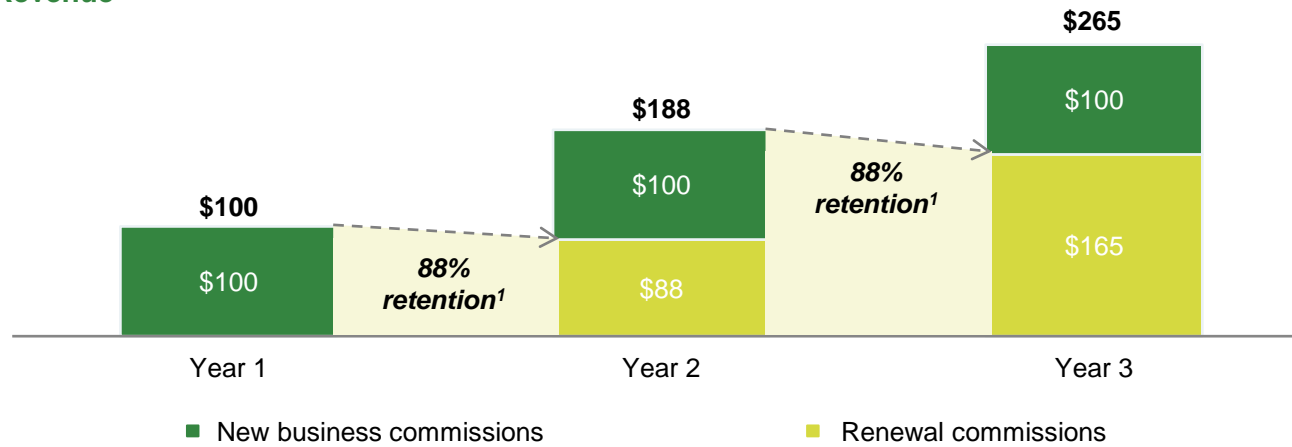 Revenue
$265
$100
$188
88%
retention¹
$100
$100
$165
88%
retention¹
$100
$88
Year 1
Year 2
Year 3
New business commissions
Renewal commissions